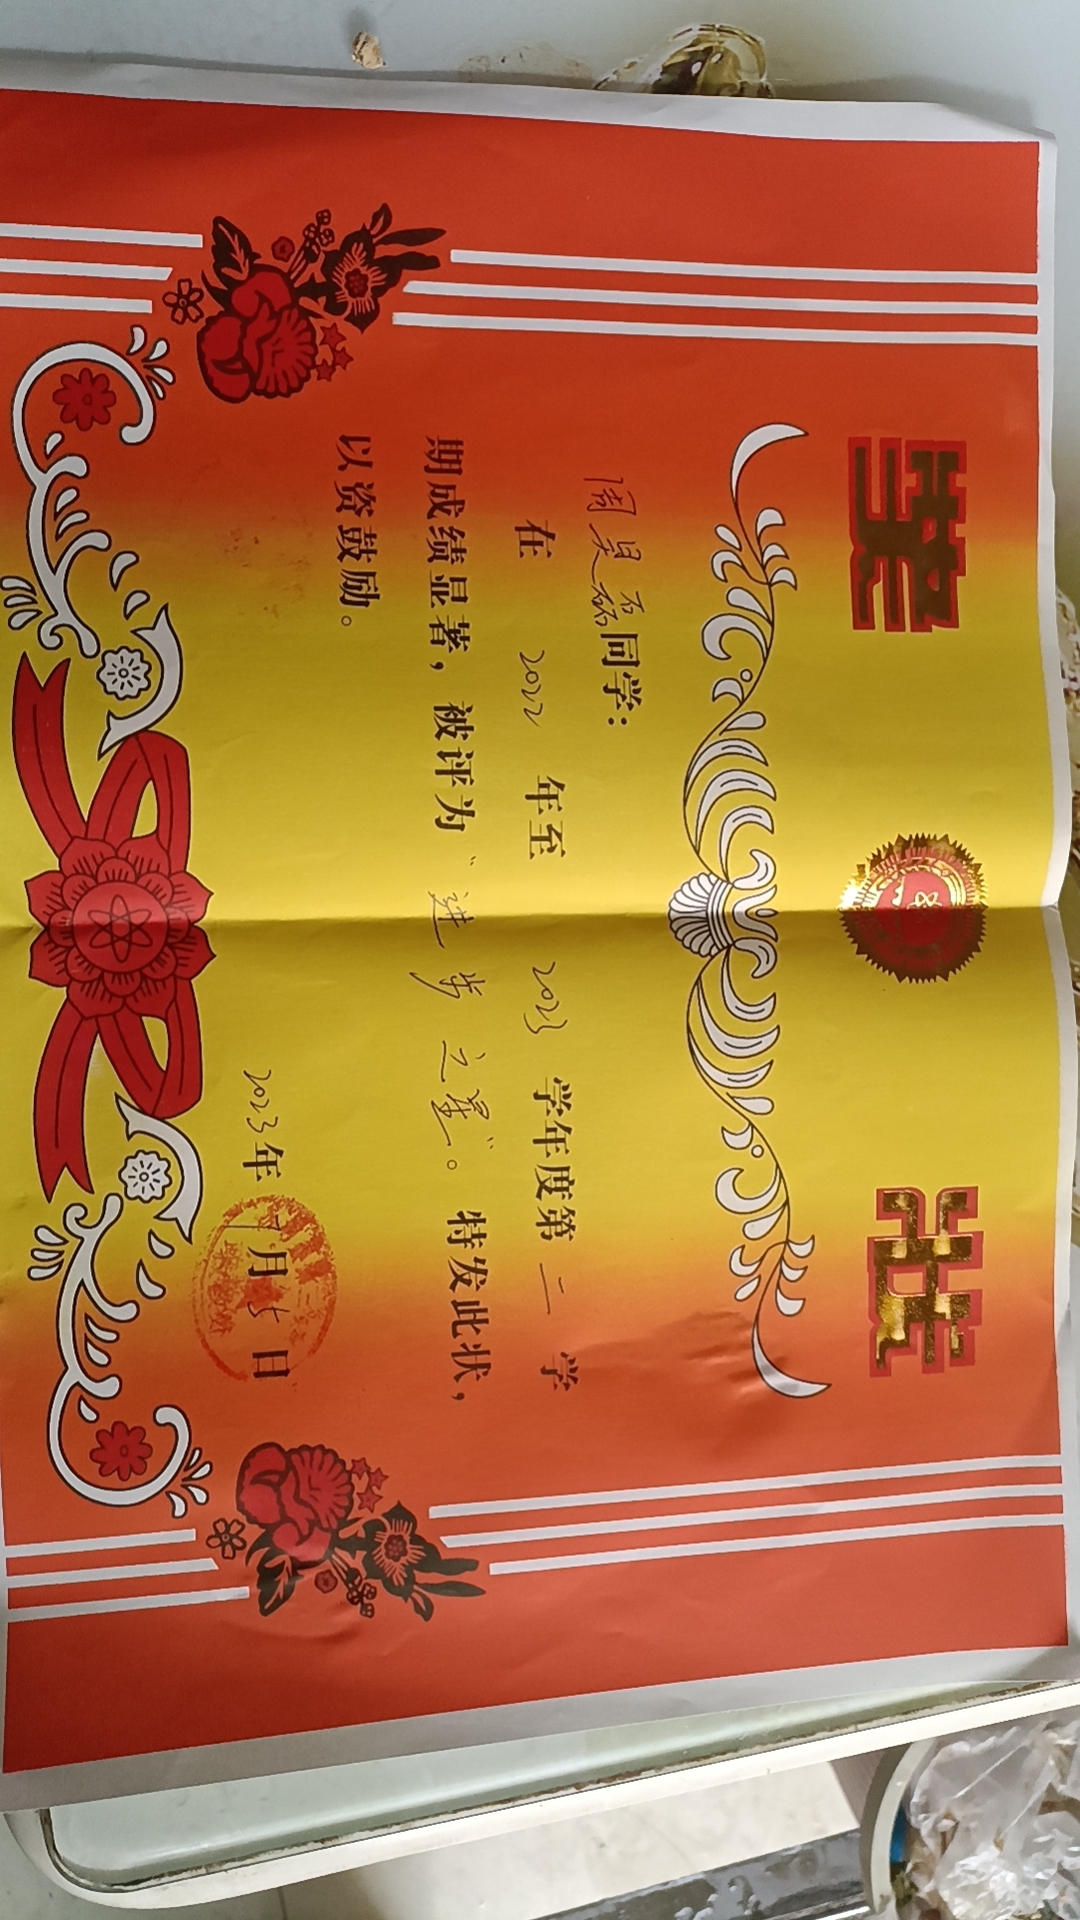 奖状
周昊磊同学：
在 2022 年至 2023 学年度第 二 学
期成绩显著，被评为“进步之星”。特发此状，
以资鼓励。
2023年 7月 7日